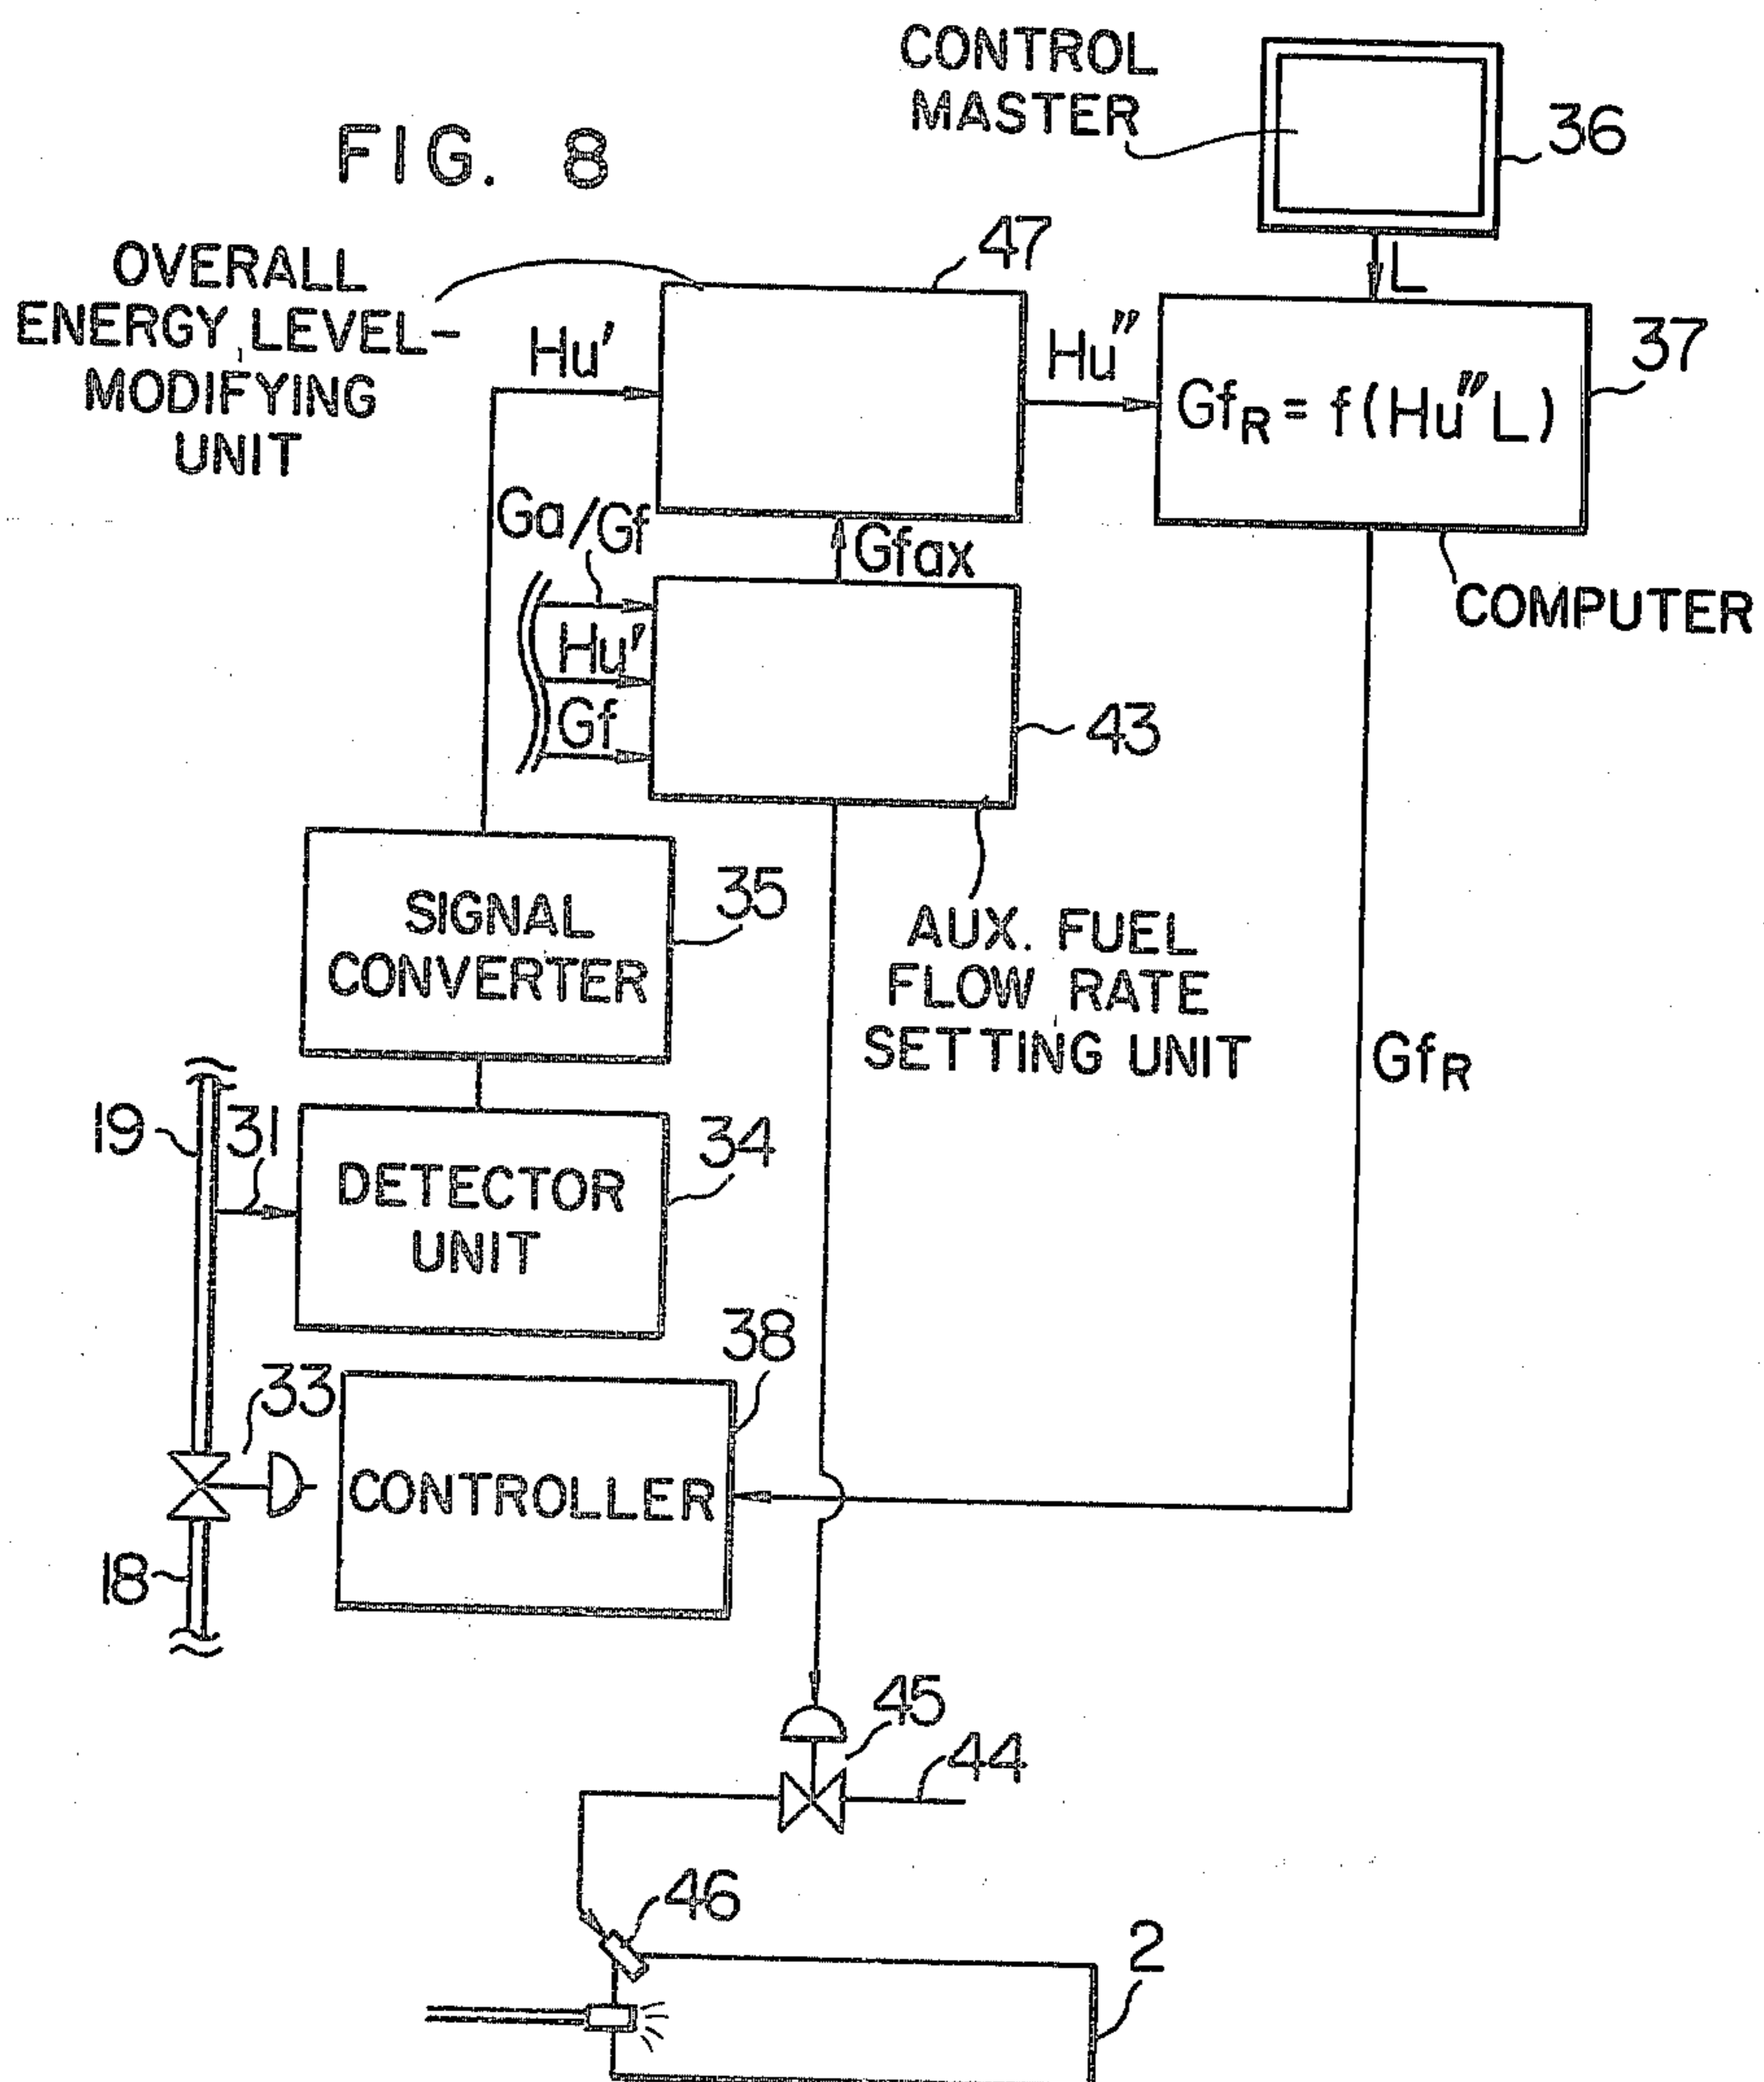 FIG. 8
CONTROL
MASTER
36
OVERALL
ENERGY LEVEL-
MODIFYING
UNIT
47
L
37
Hu'
Hu"
GfR = f(Hu"L)
Ga/Gf
Gfax
COMPUTER
Hu'
Gf
43
SIGNAL
CONVERTER
35
AUX. FUEL
FLOW RATE
SETTING UNIT
GfR
19
31
DETECTOR
UNIT
34
38
33
CONTROLLER
18
45
44
46
2